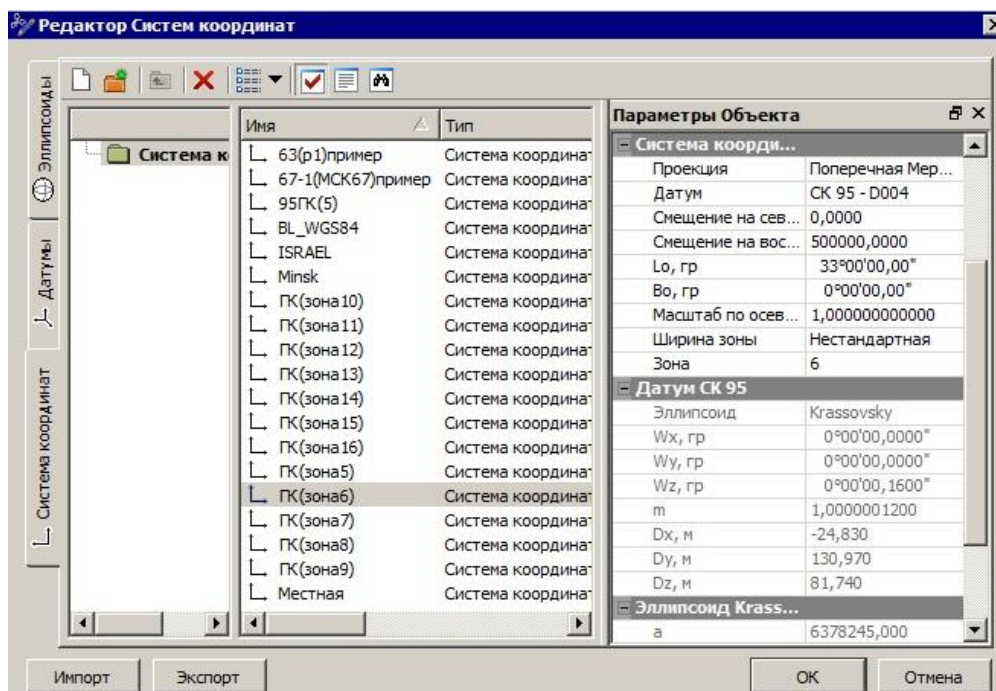 Редактор Систем координат
Эллипсоиды
Датумы
Система координат
Система к
Имя Тип
63(р1)пример Система координат
67-1(МСК67)пример Система координат
95ГК(5) Система координат
BL_WGS84 Система координат
ISRAEL Система координат
Minsk Система координат
ГК(зона10) Система координат
ГК(зона11) Система координат
ГК(зона12) Система координат
ГК(зона13) Система координат
ГК(зона14) Система координат
ГК(зона15) Система координат
ГК(зона16) Система координат
ГК(зона5) Система координат
ГК(зона6) Система координат
ГК(зона7) Система координат
ГК(зона8) Система координат
ГК(зона9) Система координат
Местная Система координат
Параметры Объекта
Система коорди...
Проекция Поперечная Мер...
Датум СК 95 - D004
Смещение на сев... 0,0000
Смещение на вос... 500000,0000
Lo, гр 33°00'00,00"
Bo, гр 0°00'00,00"
Масштаб по осев... 1,000000000000
Ширина зоны Нестандартная
Зона 6
Датум СК 95
Эллипсоид Krassovsky
Wx, гр 0°00'00,0000"
Wy, гр 0°00'00,0000"
Wz, гр 0°00'00,1600"
m 1,0000001200
Dx, м -24,830
Dy, м 130,970
Dz, м 81,740
Эллипсоид Krass...
a 6378245,000
Импорт Экспорт OK Отмена